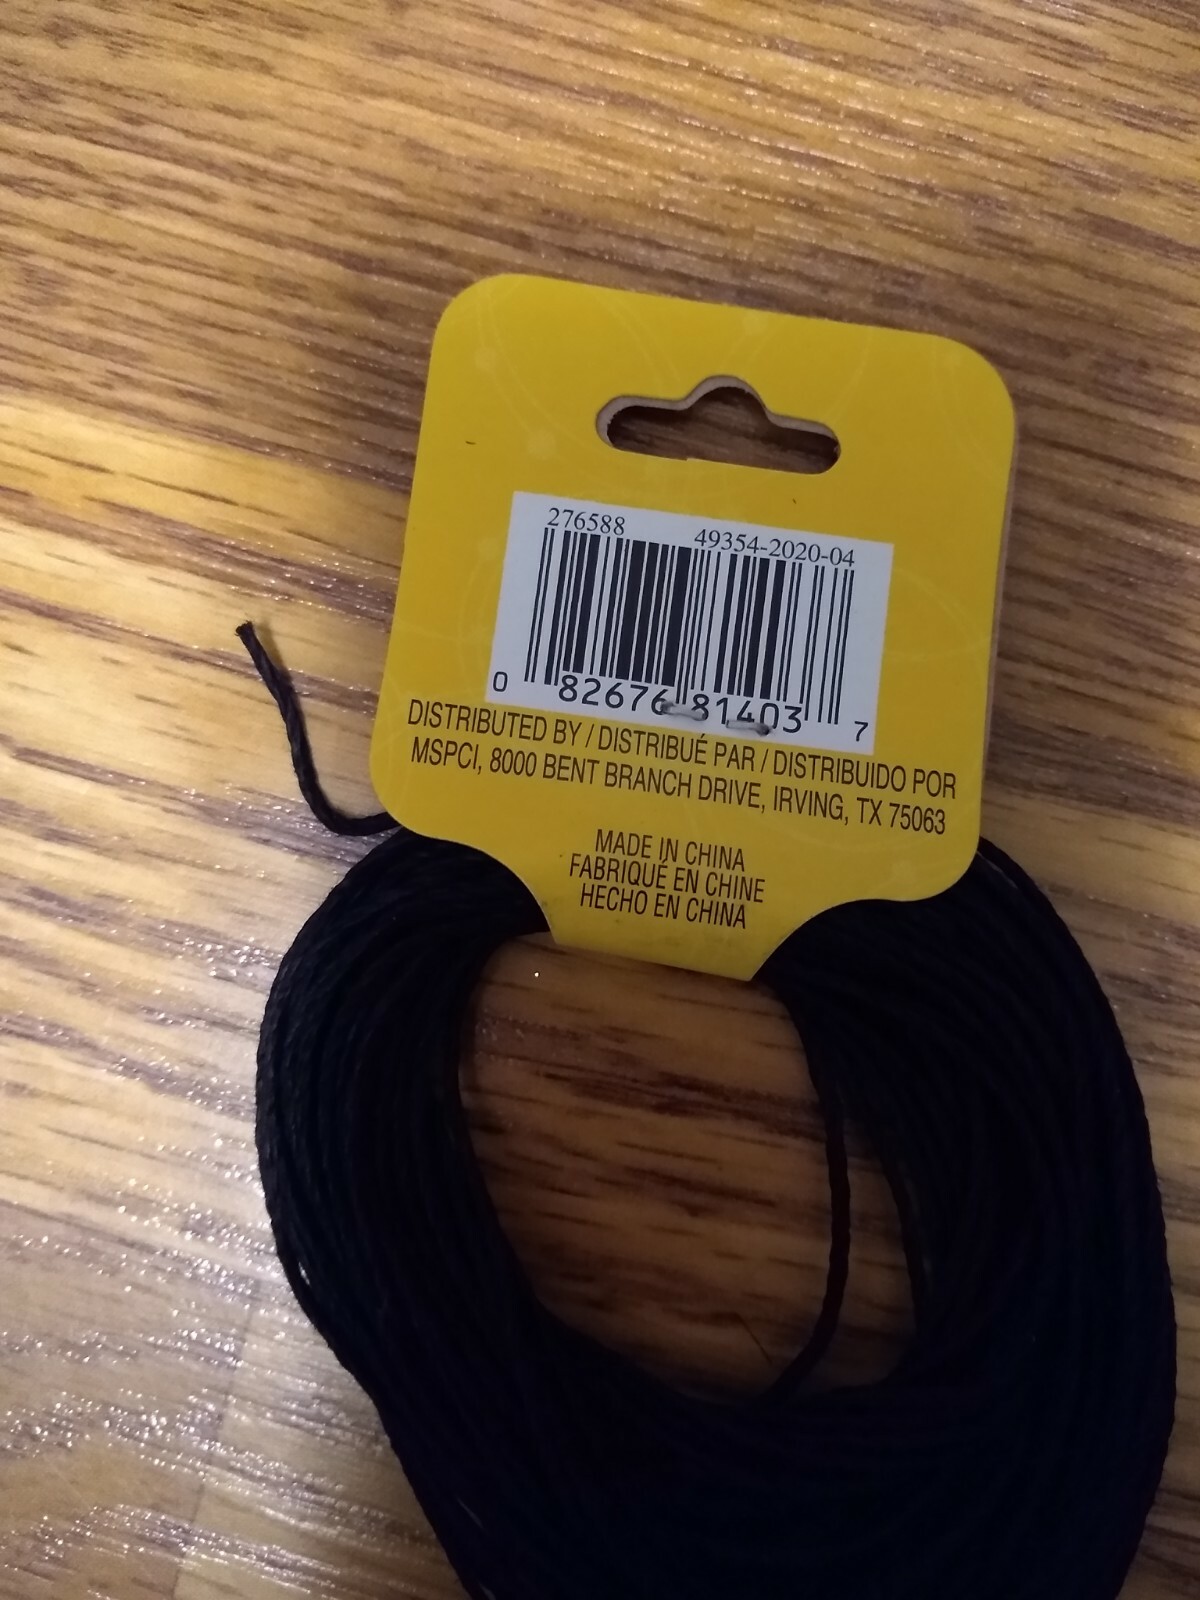 276588 49354-2020-04
0 82676 81403 7
DISTRIBUTED BY / DISTRIBUÉ PAR / DISTRIBUIDO POR
MSPCI, 8000 BENT BRANCH DRIVE, IRVING, TX 75063
MADE IN CHINA
FABRIQUÉ EN CHINE
HECHO EN CHINA